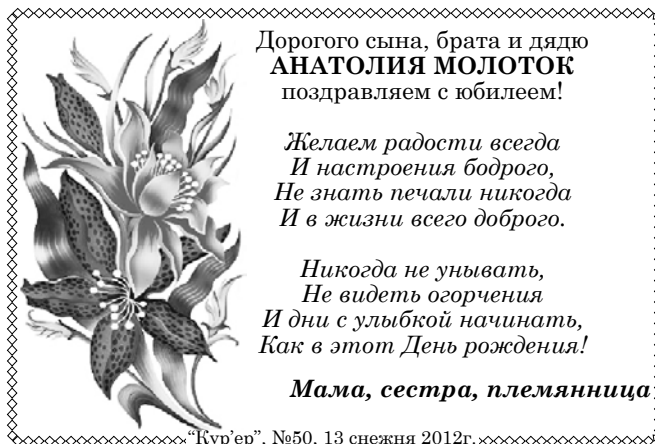 Дорогого сына, брата и дядю
АНАТОЛИЯ МОЛОТОК
поздравляем с юбилеем!
Желаем радости всегда
И настроения бодрого,
Не знать печали никогда
И в жизни всего доброго.
Никогда не унывать,
Не видеть огорчения
И дни с улыбкой начинать,
Как в этот День рождения!
Мама, сестра, племянница
“Кур’ер”, №50, 13 снежня 2012г.